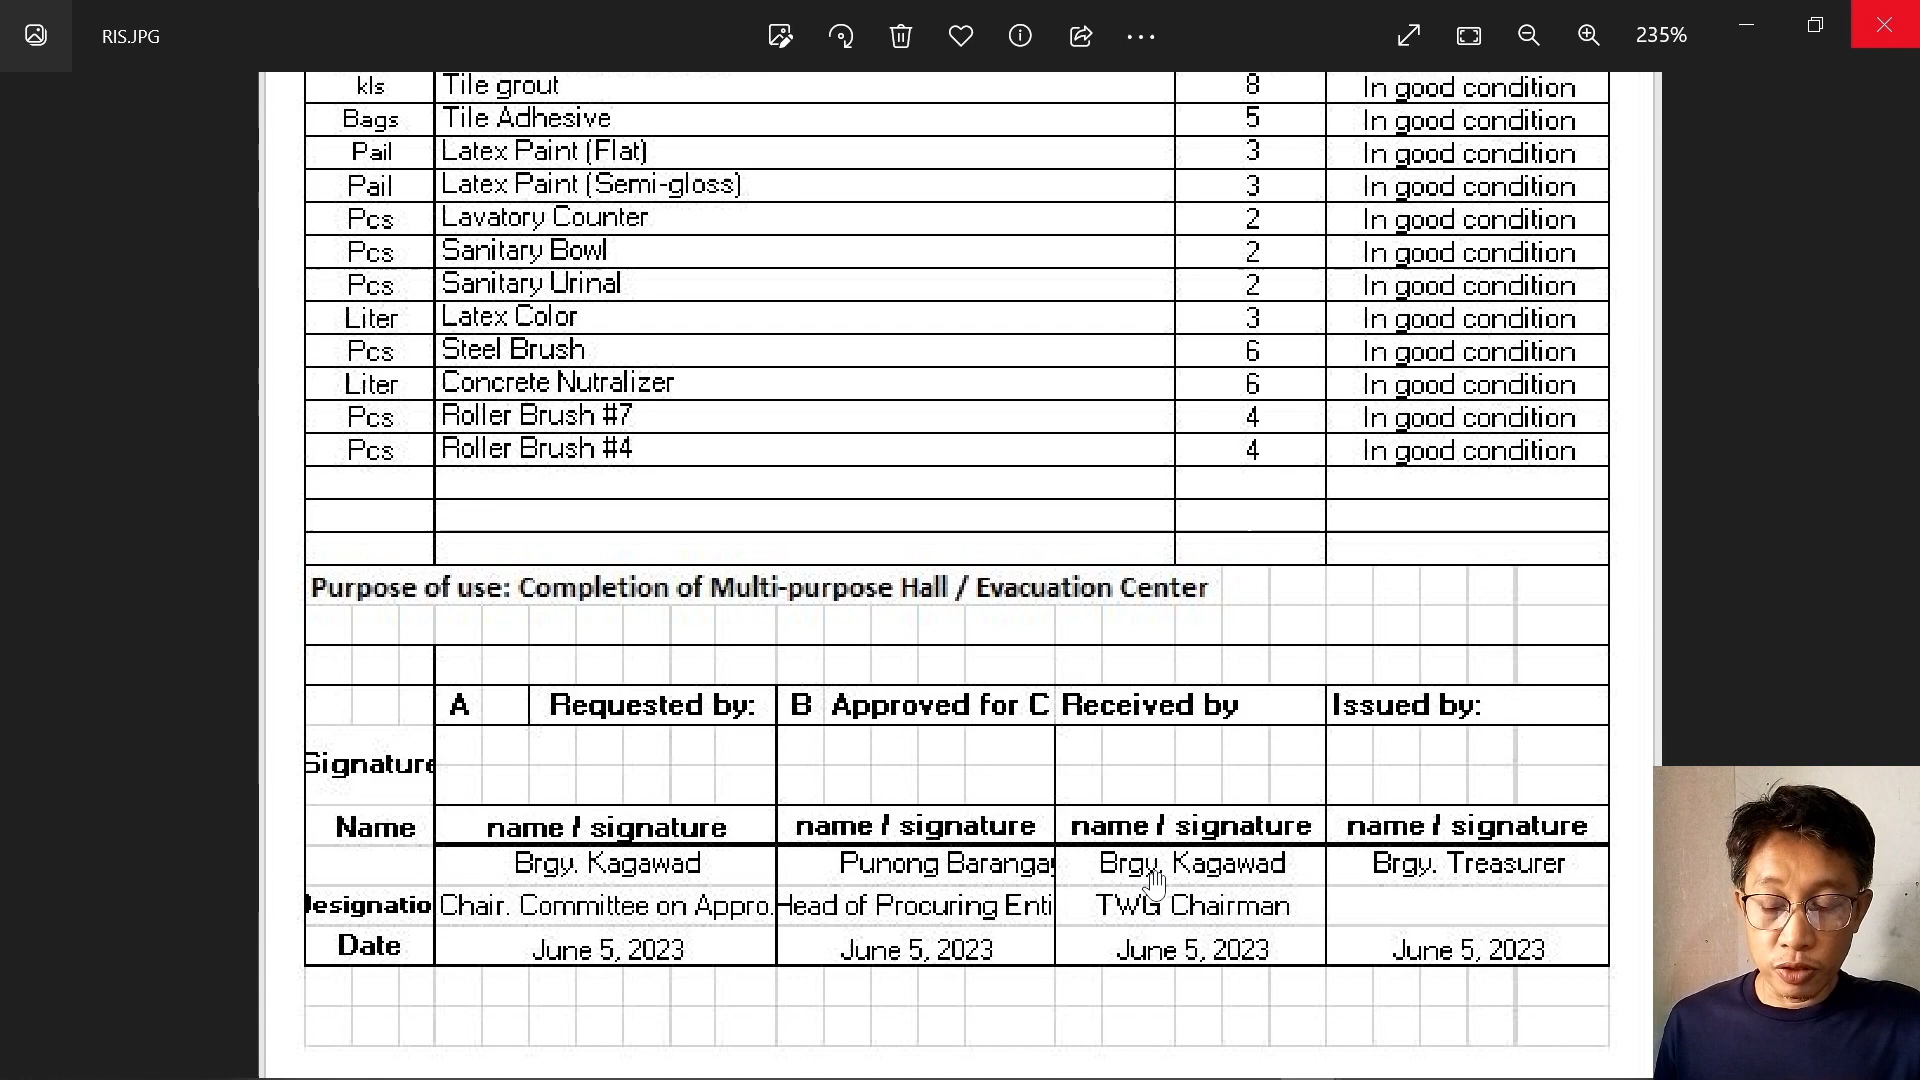 RIS.JPG
235%
kls Tile grout 8 In good condition
Bags Tile Adhesive 5 In good condition
Pail Latex Paint (Flat) 3 In good condition
Pail Latex Paint (Semi-gloss) 3 In good condition
Pcs Lavatory Counter 2 In good condition
Pcs Sanitary Bowl 2 In good condition
Pcs Sanitary Urinal 2 In good condition
Liter Latex Color 3 In good condition
Pcs Steel Brush 6 In good condition
Liter Concrete Nutralizer 6 In good condition
Pcs Roller Brush #7 4 In good condition
Pcs Roller Brush #4 4 In good condition
Purpose of use: Completion of Multi-purpose Hall / Evacuation Center
A Requested by: B Approved for C Received by Issued by:
Signature
Name name / signature name / signature name / signature name / signature
Brgy. Kagawad Punong Barangay Brgy. Kagawad Brgy. Treasurer
Designatio Chair. Committee on Appro. Head of Procuring Enti TWG Chairman
Date June 5, 2023 June 5, 2023 June 5, 2023 June 5, 2023